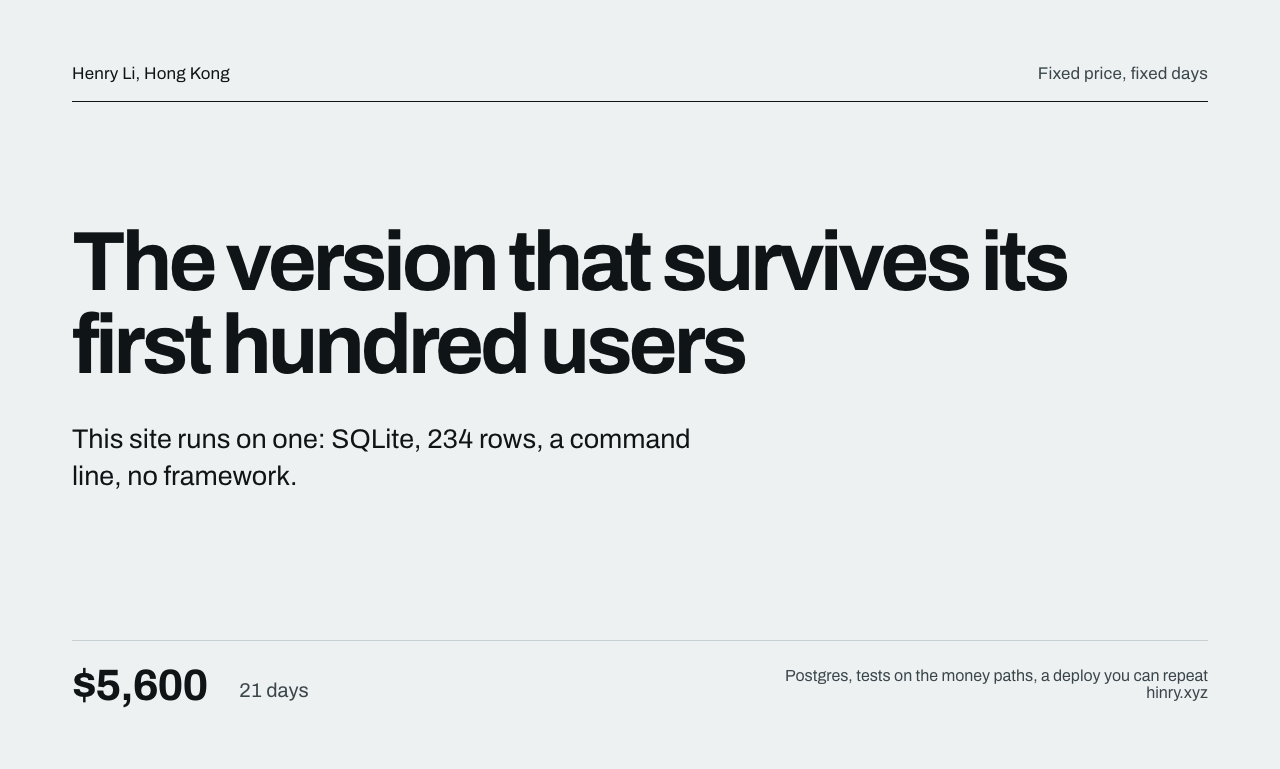 Henry Li, Hong Kong
Fixed price, fixed days
The version that survives its
first hundred users
This site runs on one: SQLite, 234 rows, a command
line, no framework.
$5,600
21 days
Postgres, tests on the money paths, a deploy you can repeat
hinry.xyz